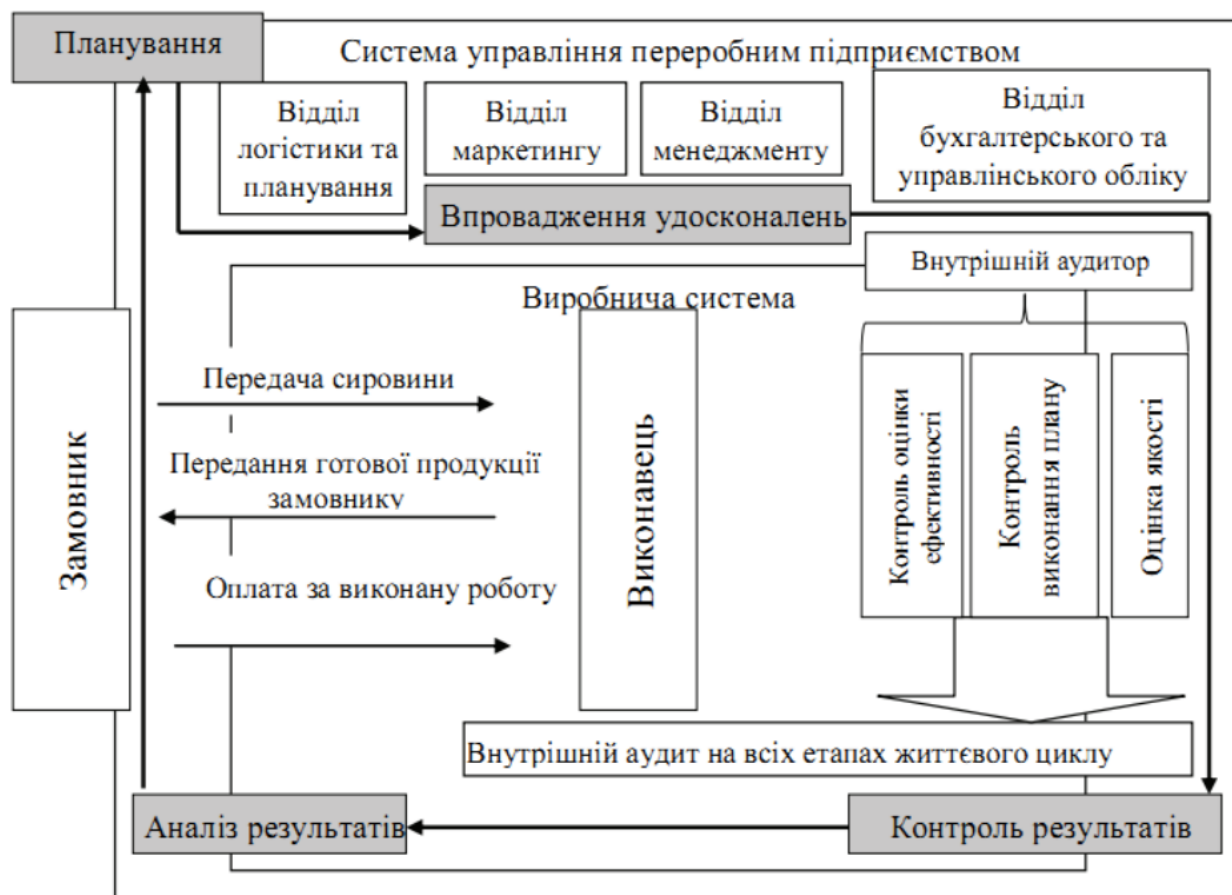 Планування
Система управління переробним підприємством
Відділ
логістики та
планування
Відділ
маркетингу
Відділ
менеджменту
Відділ
бухгалтерського та
управлінського обліку
Впровадження удосконалень
Внутрішній аудитор
Виробнича система
Замовник
Передача сировини
Передання готової продукції
замовнику
Оплата за виконану роботу
Виконавець
Контроль оцінки
ефективності
Контроль
виконання плану
Оцінка якості
Внутрішній аудит на всіх етапах життєвого циклу
Аналіз результатів
Контроль результатів